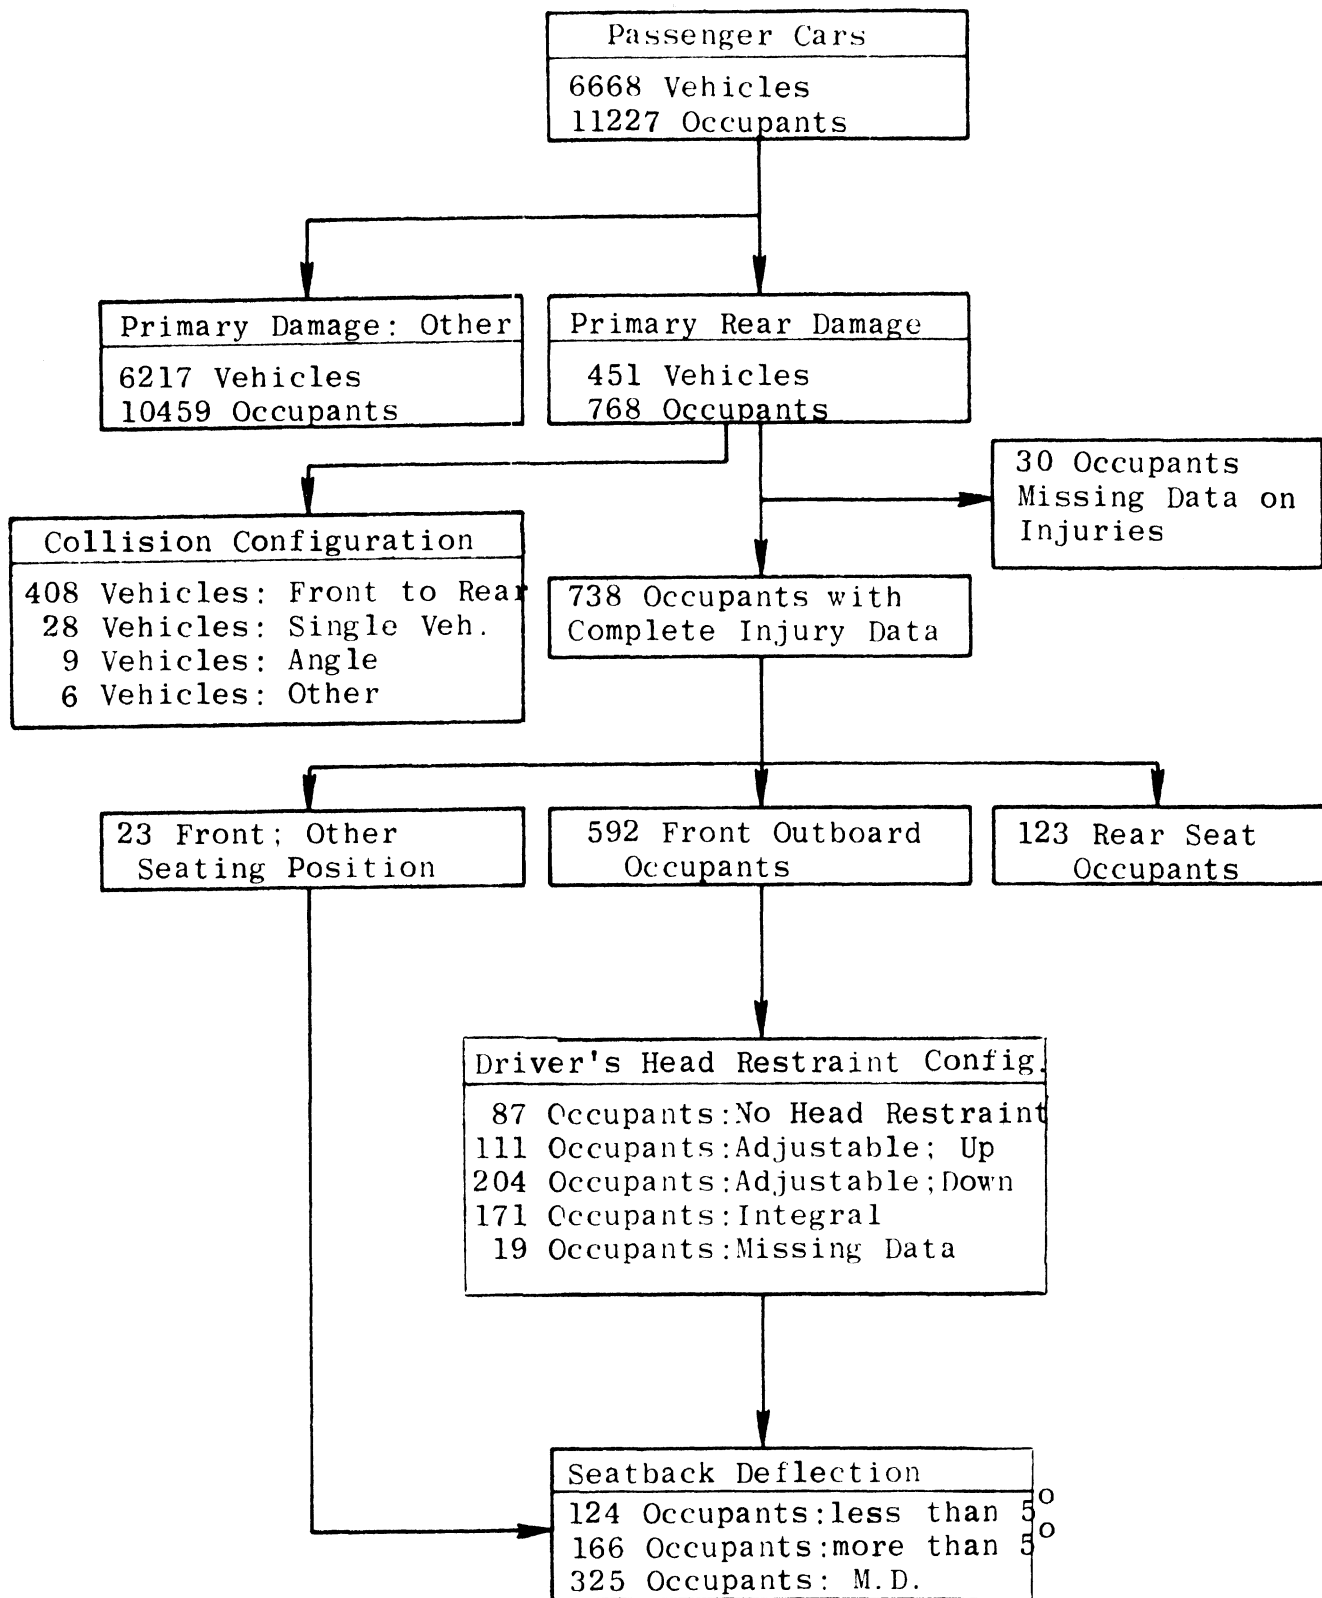 Passenger Cars
6668 Vehicles
11227 Occupants
Primary Damage: Other
6217 Vehicles
10459 Occupants
Primary Rear Damage
451 Vehicles
768 Occupants
30 Occupants
Missing Data on
Injuries
Collision Configuration
408 Vehicles: Front to Rear
28 Vehicles: Single Veh.
9 Vehicles: Angle
6 Vehicles: Other
738 Occupants with
Complete Injury Data
23 Front; Other
Seating Position
592 Front Outboard
Occupants
123 Rear Seat
Occupants
Driver's Head Restraint Config.
87 Occupants:No Head Restraint
111 Occupants:Adjustable; Up
204 Occupants:Adjustable;Down
171 Occupants:Integral
19 Occupants:Missing Data
Seatback Deflection
124 Occupants:less than 5°
166 Occupants:more than 5°
325 Occupants: M.D.